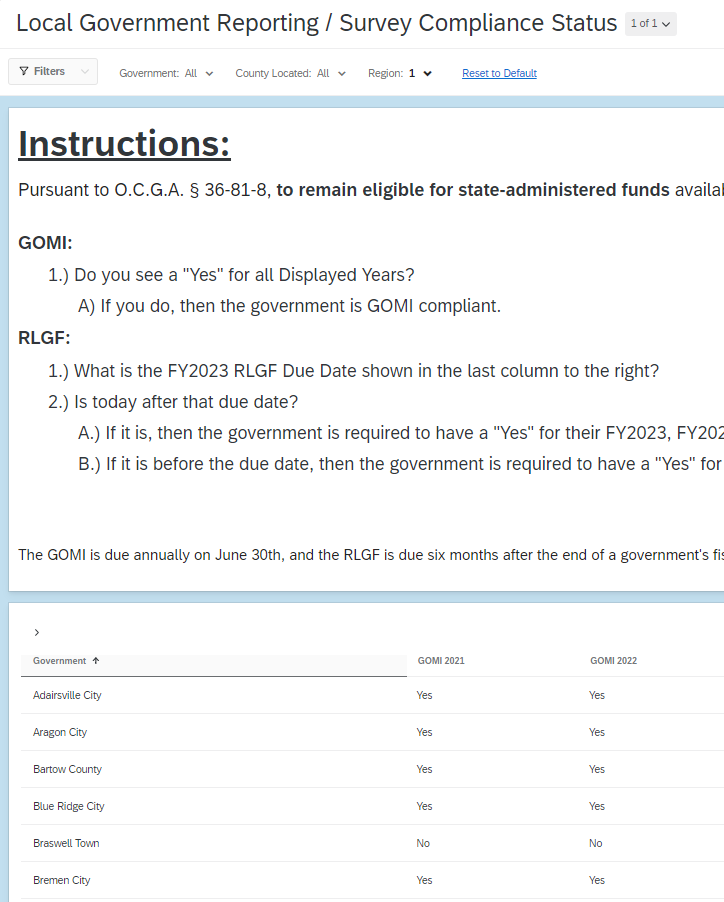 Local Government Reporting / Survey Compliance Status 1 of 1
Filters Government: All County Located: All Region: 1 Reset to Default
Instructions:
Pursuant to O.C.G.A. § 36-81-8, to remain eligible for state-administered funds
GOMI:
1.) Do you see a "Yes" for all Displayed Years?
A) If you do, then the government is GOMI compliant.
RLGF:
1.) What is the FY2023 RLGF Due Date shown in the last column to the right?
2.) Is today after that due date?
A.) If it is, then the government is required to have a "Yes" for their FY2023,
B.) If it is before the due date, then the government is required to have a "Yes" for
The GOMI is due annually on June 30th, and the RLGF is due six months after the end of a government's
Government GOMI 2021 GOMI 2022
Adairsville City Yes Yes
Aragon City Yes Yes
Bartow County Yes Yes
Blue Ridge City Yes Yes
Braswell Town No No
Bremen City Yes Yes